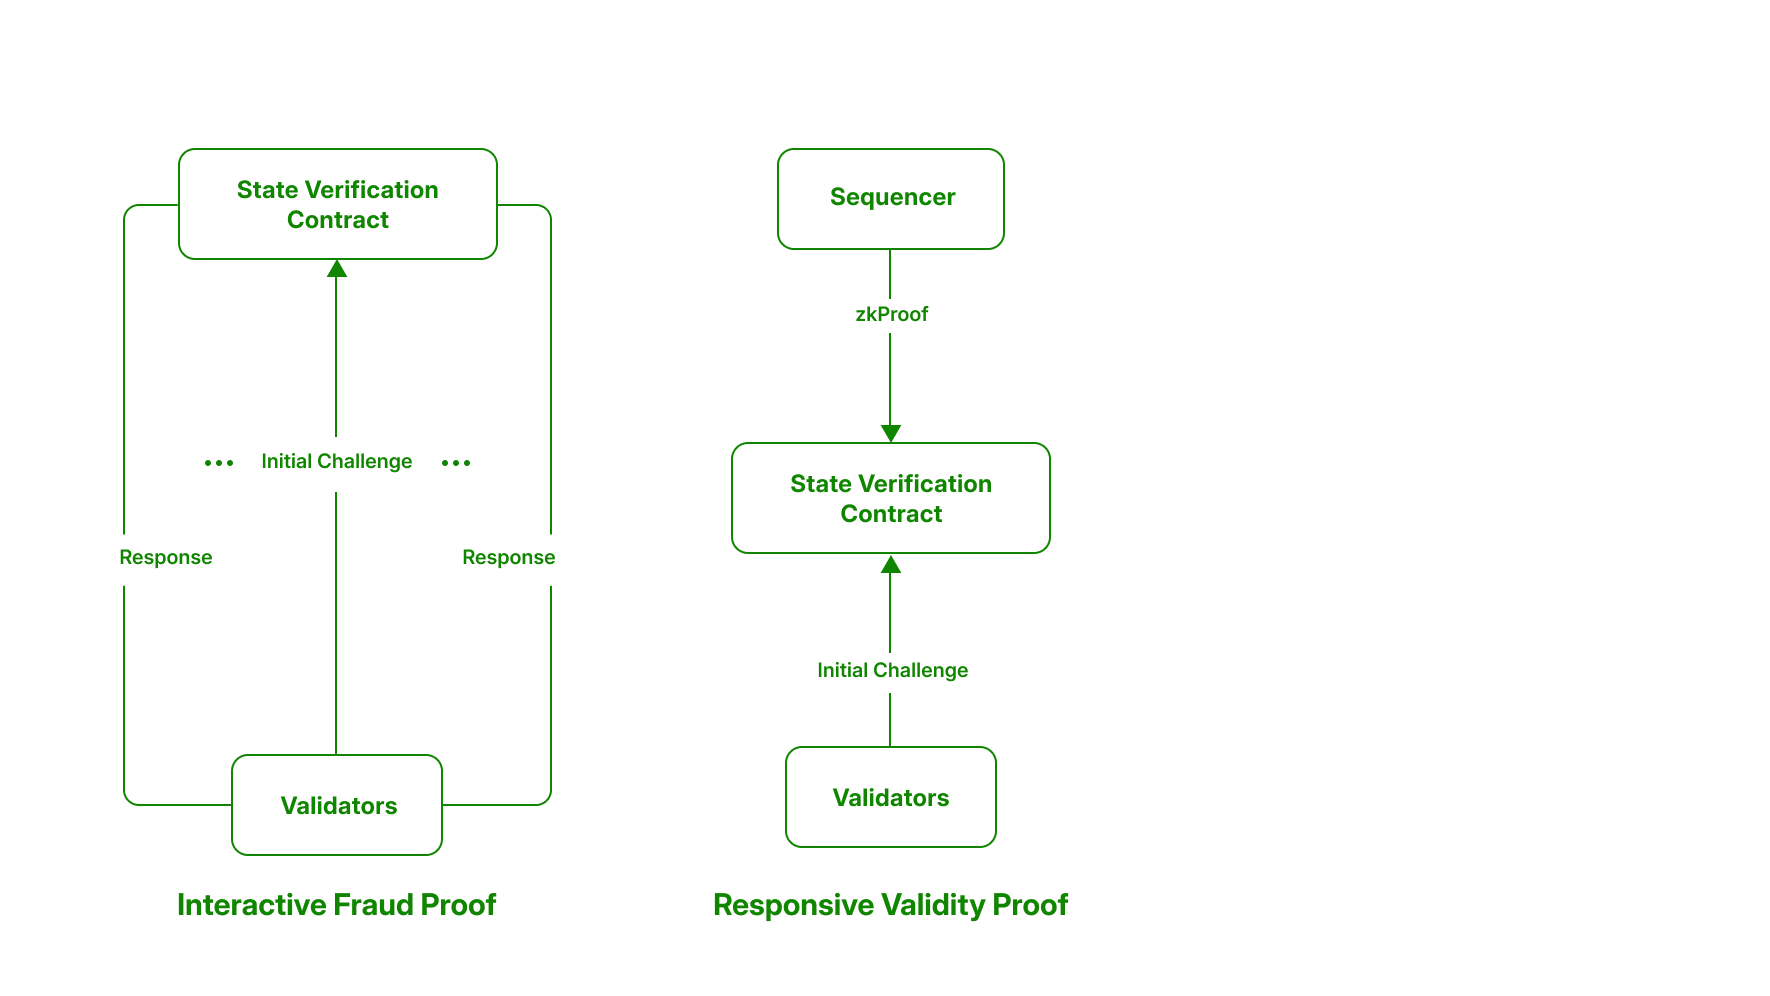 State Verification
Contract
••• Initial Challenge •••
Response
Response
Validators
Interactive Fraud Proof
Sequencer
zkProof
State Verification
Contract
Initial Challenge
Validators
Responsive Validity Proof